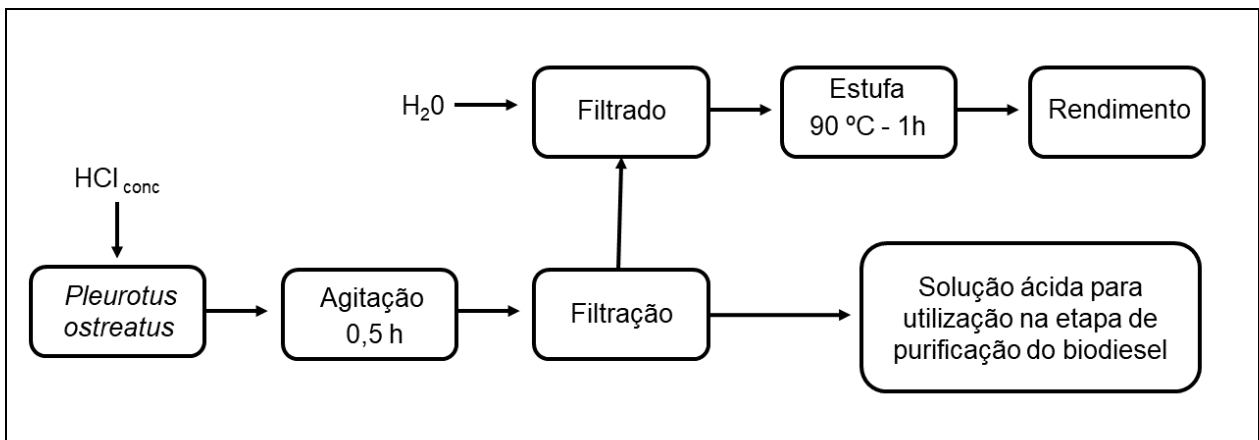 H₂0
Filtrado
Estufa
90 ºC - 1h
Rendimento
HCl conc
Pleurotus
ostreatus
Agitação
0,5 h
Filtração
Solução ácida para
utilização na etapa de
purificação do biodiesel